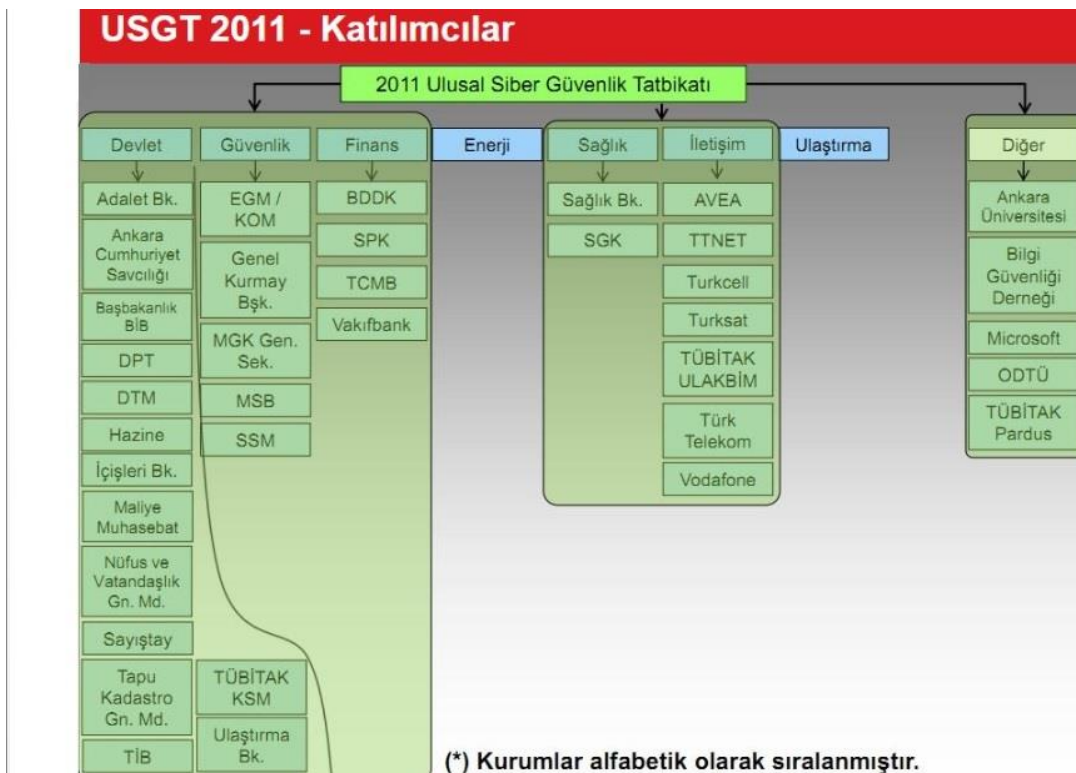 USGT 2011 - Katılımcılar
2011 Ulusal Siber Güvenlik Tatbikatı
Devlet
Adalet Bk.
Ankara
Cumhuriyet
Savcılığı
Başbakanlık
BİB
DPT
DTM
Hazine
İçişleri Bk.
Maliye
Muhasebat
Nüfus ve
Vatandaşlık
Gn. Md.
Sayıştay
Tapu
Kadastro
Gn. Md.
TİB
Güvenlik
EGM /
KOM
Genel
Kurmay
Bşk.
MGK Gen.
Sek.
MSB
SSM
TÜBİTAK
KSM
Ulaştırma
Bk.
Finans
BDDK
SPK
TCMB
Vakıfbank
Enerji
Sağlık
Sağlık Bk.
SGK
İletişim
AVEA
TTNET
Turkcell
Turksat
TÜBİTAK
ULAKBİM
Türk
Telekom
Vodafone
Ulaştırma
Diğer
Ankara
Üniversitesi
Bilgi
Güvenliği
Derneği
Microsoft
ODTÜ
TÜBİTAK
Pardus
(*) Kurumlar alfabetik olarak sıralanmıştır.